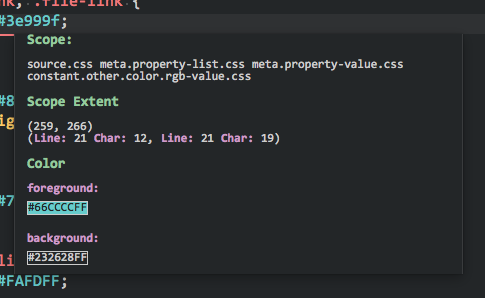 nk, .file-link {
#3e999f;
Scope:
source.css meta.property-list.css meta.property-value.css
constant.other.color.rgb-value.css
Scope Extent
#8
(259, 266)
ig
(Line: 21 Char: 12, Line: 21 Char: 19)
Color
foreground:
#7
#66CCCCFF
background:
li
#232628FF
#FAFDFF;